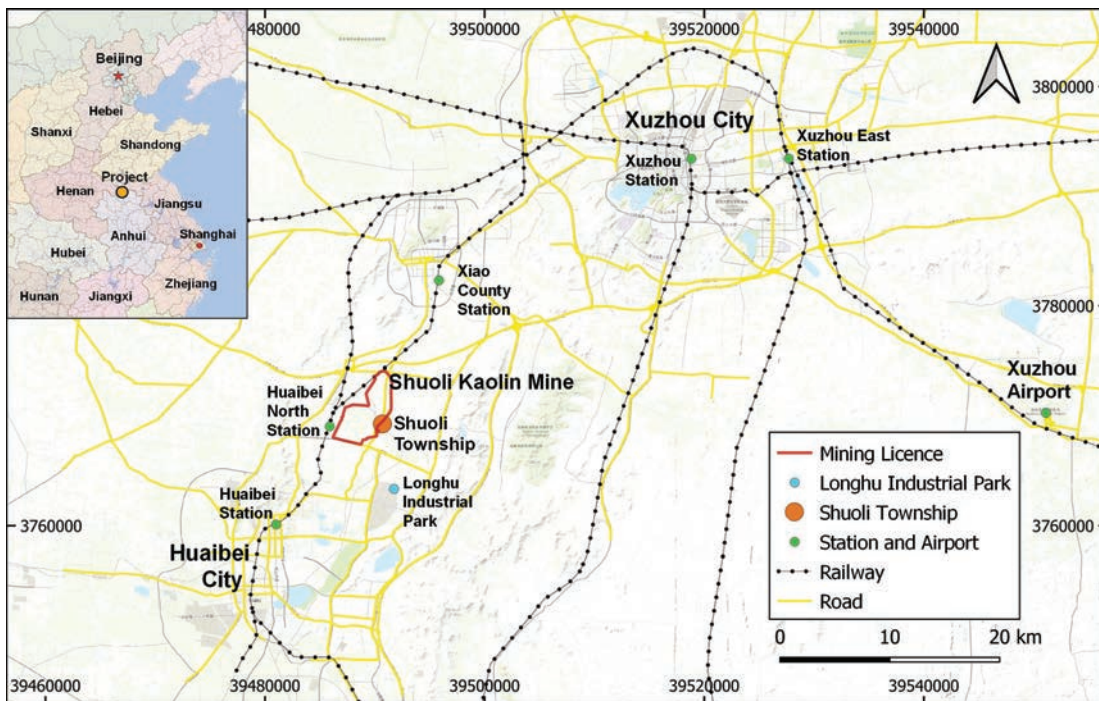 480000
39500000
39520000
39540000
Beijing
Hebei
Shanxi
Shandong
Project
Henan
Jiangsu
Anhui
Shanghai
Hubei
Zhejiang
Hunan
Jiangxi
3800000
Xuzhou City
Xuzhou
Station
Xuzhou East
Station
Xiao
County
Station
3780000
Shuoli Kaolin Mine
Huaibei
North
Station
Shuoli
Township
Xuzhou
Airport
Longhu
Industrial
Park
Huaibei
Station
3760000
Huaibei
City
Mining Licence
Longhu Industrial Park
Shuoli Township
Station and Airport
Railway
Road
3760000
0
10
20 km
39460000
39480000
39500000
39520000
39540000